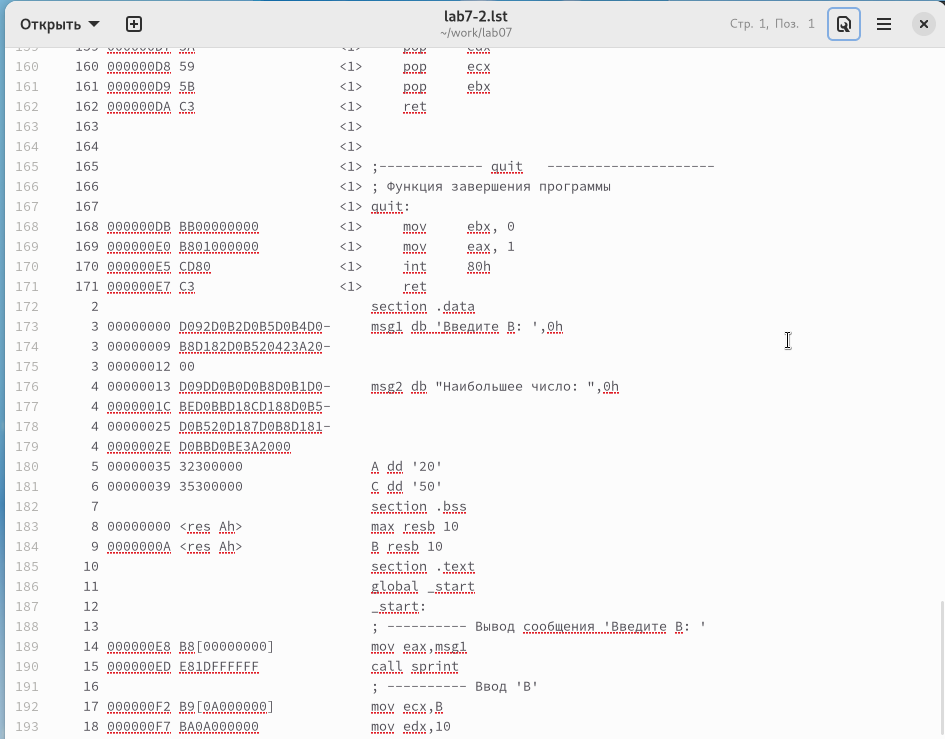 Открыть lab7-2.lst Стр. 1, Поз. 1
~/work/lab07
160 160 000000D8 59 <1> pop ecx
161 161 000000D9 5B <1> pop ebx
162 162 000000DA C3 <1> ret
163 163 <1>
164 164 <1>
165 165 <1> ;------------- quit ---------------------
166 166 <1> ; Функция завершения программы
167 167 <1> quit:
168 168 000000DB BB00000000 <1> mov ebx, 0
169 169 000000E0 B801000000 <1> mov eax, 1
170 170 000000E5 CD80 <1> int 80h
171 171 000000E7 C3 <1> ret
172 2 section .data
173 3 00000000 D092D0B2D0B5D0B4D0- msg1 db 'Введите B: ',0h
174 3 00000009 B8D182D0B520423A20-
175 3 00000012 00
176 4 00000013 D09DD0B0D0B8D0B1D0- msg2 db "Наибольшее число: ",0h
177 4 0000001C BED0BBD18CD188D0B5-
178 4 00000025 D0B520D187D0B8D181-
179 4 0000002E D0BBD0BE3A2000
180 5 00000035 32300000 A dd '20'
181 6 00000039 35300000 C dd '50'
182 7 section .bss
183 8 00000000 <res Ah> max resb 10
184 9 0000000A <res Ah> B resb 10
185 10 section .text
186 11 global _start
187 12 _start:
188 13 ; ---------- Вывод сообщения 'Введите B: '
189 14 000000E8 B8[00000000] mov eax,msg1
190 15 000000ED E81DFFFFFF call sprint
191 16 ; ---------- Ввод 'B'
192 17 000000F2 B9[0A000000] mov ecx,B
193 18 000000F7 BA0A000000 mov edx,10